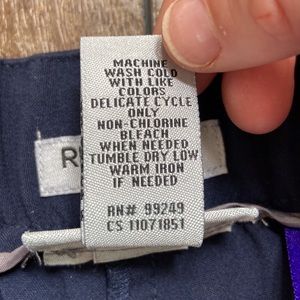 MACHINE
WASH COLD
WITH LIKE
COLORS
DELICATE CYCLE
ONLY
NON-CHLORINE
BLEACH
WHEN NEEDED
TUMBLE DRY LOW
WARM IRON
IF NEEDED
RN# 99249
CS 11071851
R